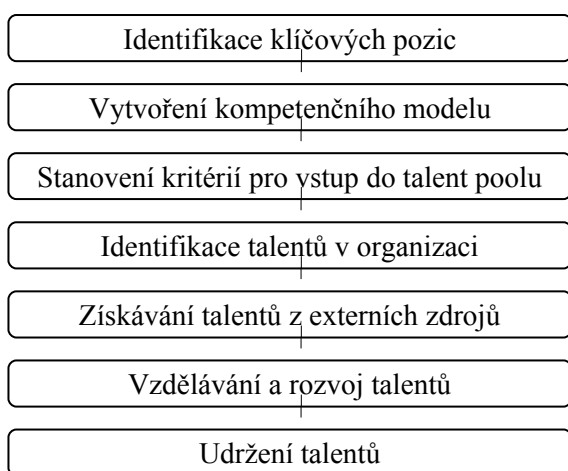 Identifikace klíčových pozic
Vytvoření kompetenčního modelu
Stanovení kritérií pro vstup do talent poolu
Identifikace talentů v organizaci
Získávání talentů z externích zdrojů
Vzdělávání a rozvoj talentů
Udržení talentů